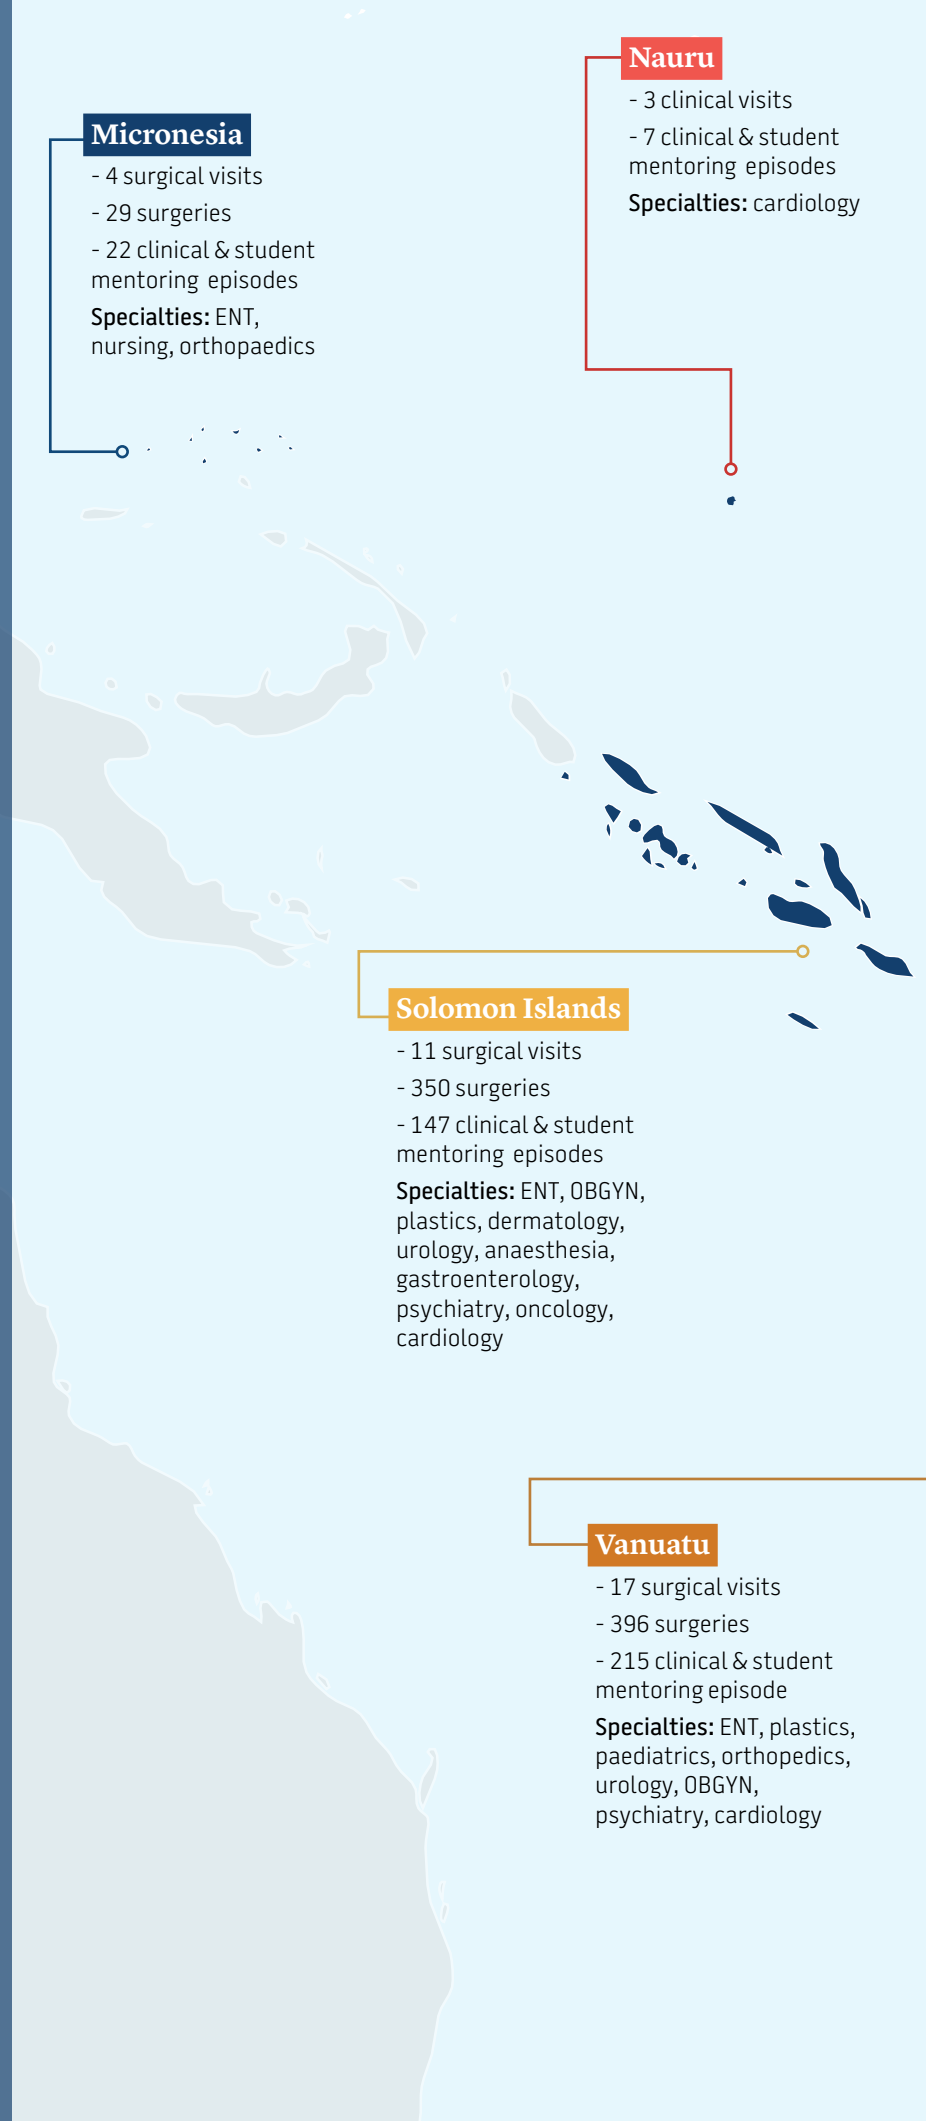 Nauru
- 3 clinical visits
- 7 clinical & student
mentoring episodes
Specialties: cardiology
Micronesia
- 4 surgical visits
- 29 surgeries
- 22 clinical & student
mentoring episodes
Specialties: ENT,
nursing, orthopaedics
Solomon Islands
- 11 surgical visits
- 350 surgeries
- 147 clinical & student
mentoring episodes
Specialties: ENT, OBGYN,
plastics, dermatology,
urology, anaesthesia,
gastroenterology,
psychiatry, oncology,
cardiology
Vanuatu
- 17 surgical visits
- 396 surgeries
- 215 clinical & student
mentoring episode
Specialties: ENT, plastics,
paediatrics, orthopedics,
urology, OBGYN,
psychiatry, cardiology